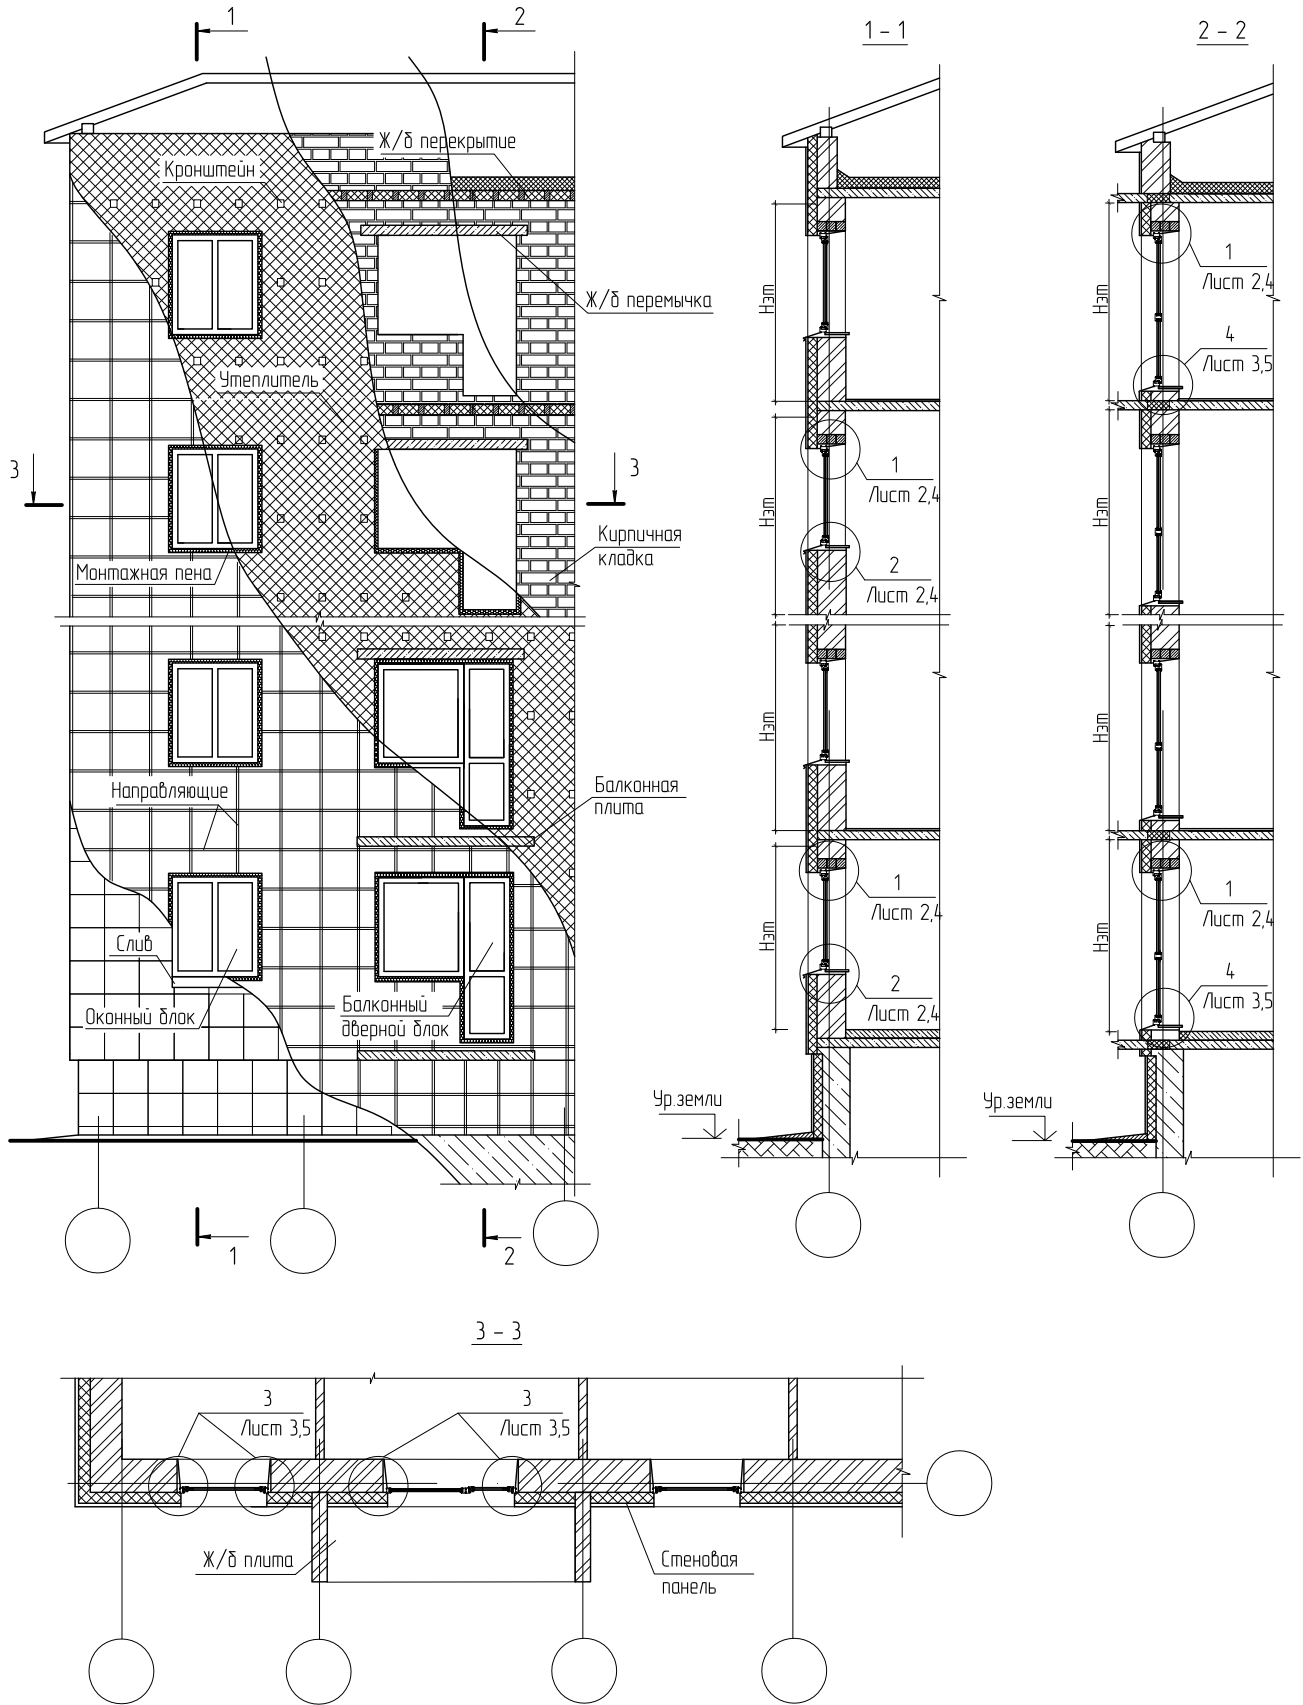 1
2
1 – 1
2 – 2
Ж/б перекрытие
Кронштейн
Ж/б перемычка
Утеплитель
3
3
Кирпичная
кладка
Монтажная пена
Направляющие
Балконная
плита
Слив
Оконный блок
Балконный
дверной блок
1
2
Нэт
Нэт
Нэт
Нэт
1
Лист 2,4
2
Лист 2,4
1
Лист 2,4
2
Лист 2,4
Ур.земли
Нэт
Нэт
Нэт
Нэт
1
Лист 2,4
4
Лист 3,5
1
Лист 2,4
4
Лист 3,5
Ур.земли
3 – 3
3
Лист 3,5
3
Лист 3,5
Ж/б плита
Стеновая
панель